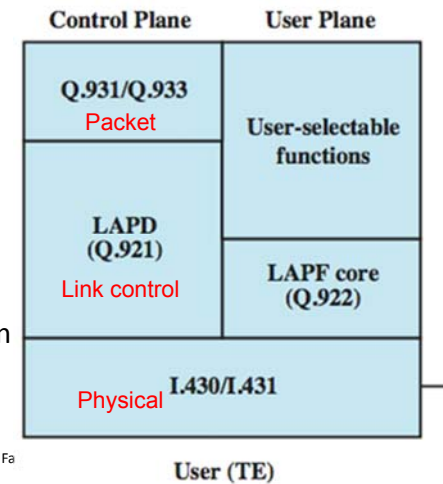 Control Plane
User Plane
Q.931/Q.933
Packet
User-selectable
functions
LAPD
(Q.921)
Link control
LAPF core
(Q.922)
n
I.430/I.431
Physical
Fa
User (TE)